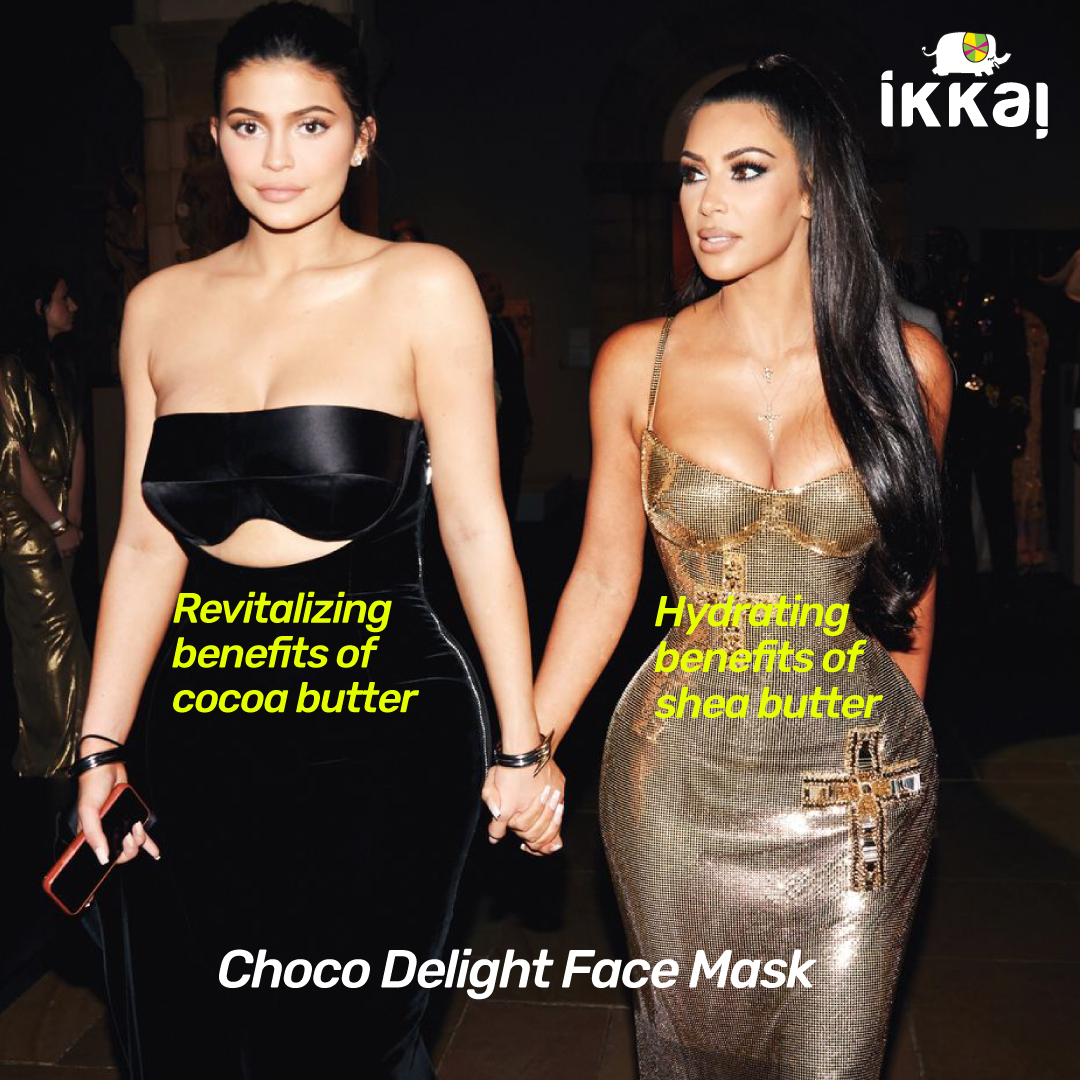 ikkai
Revitalizing
benefits of
cocoa butter
Hydrating
benefits of
shea butter
Choco Delight Face Mask